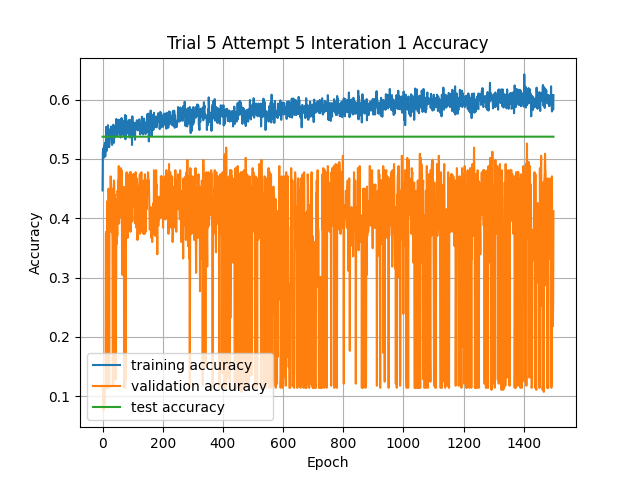 Trial 5 Attempt 5 Interation 1 Accuracy
Accuracy
0.6
0.5
0.4
0.3
0.2
0.1
training accuracy
validation accuracy
test accuracy
0 200 400 600 800 1000 1200 1400
Epoch